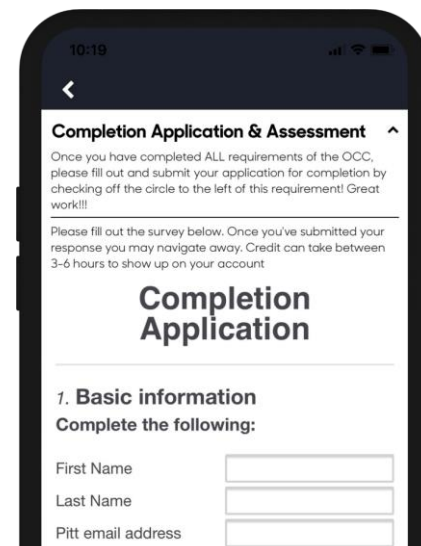 10:19
Completion Application & Assessment
Once you have completed ALL requirements of the OCC,
please fill out and submit your application for completion by
checking off the circle to the left of this requirement! Great
work!!!
Please fill out the survey below. Once you've submitted your
response you may navigate away. Credit can take between
3-6 hours to show up on your account
Completion
Application
1. Basic information
Complete the following:
First Name
Last Name
Pitt email address